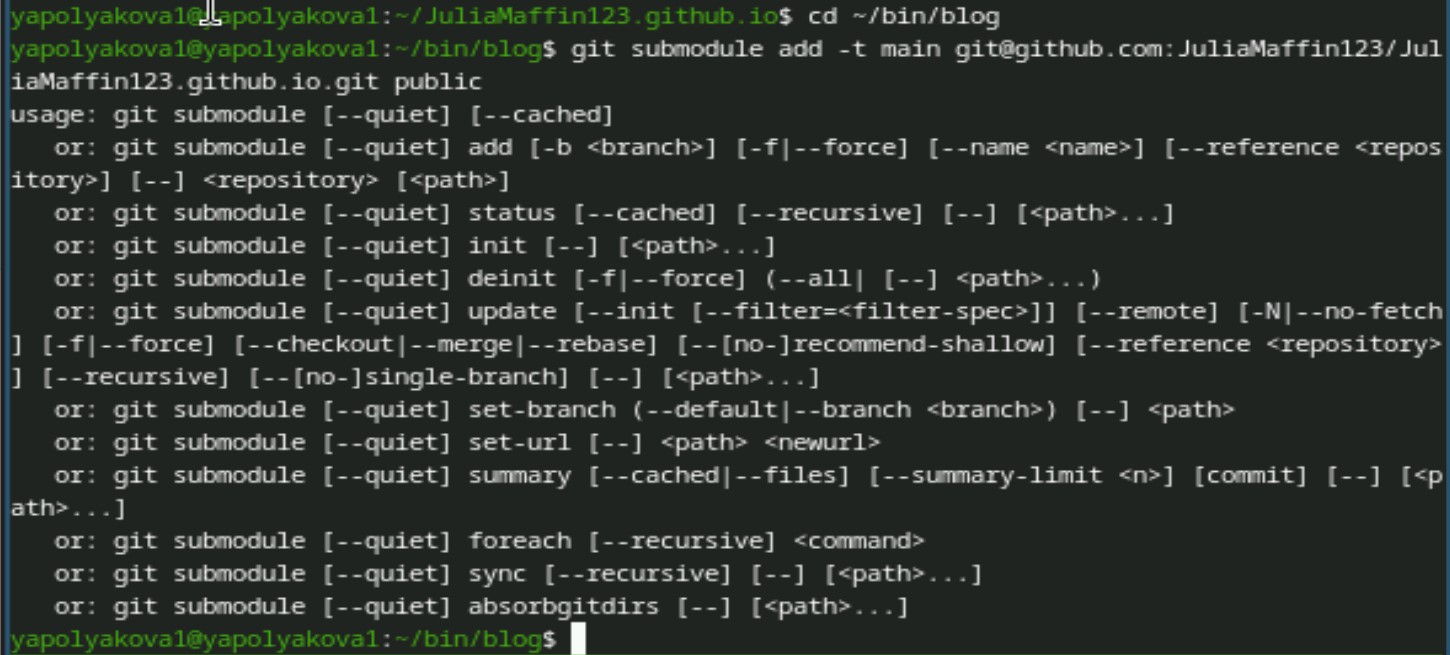 yapolyakova1@yapolyakova1:~/JuliaMaffin123.github.io$ cd ~/bin/blog
yapolyakova1@yapolyakova1:~/bin/blog$ git submodule add -t main git@github.com:JuliaMaffin123/Jul
iaMaffin123.github.io.git public
usage: git submodule [--quiet] [--cached]
   or: git submodule [--quiet] add [-b <branch>] [-f|--force] [--name <name>] [--reference <repos
itory>] [--] <repository> [<path>]
   or: git submodule [--quiet] status [--cached] [--recursive] [--] [<path>...]
   or: git submodule [--quiet] init [--] [<path>...]
   or: git submodule [--quiet] deinit [-f|--force] (--all| [--] <path>...)
   or: git submodule [--quiet] update [--init [--filter=<filter-spec>]] [--remote] [-N|--no-fetch
] [-f|--force] [--checkout|--merge|--rebase] [--[no-]recommend-shallow] [--reference <repository>
] [--recursive] [--[no-]single-branch] [--] [<path>...]
   or: git submodule [--quiet] set-branch (--default|--branch <branch>) [--] <path>
   or: git submodule [--quiet] set-url [--] <path> <newurl>
   or: git submodule [--quiet] summary [--cached|--files] [--summary-limit <n>] [commit] [--] [<p
ath>...]
   or: git submodule [--quiet] foreach [--recursive] <command>
   or: git submodule [--quiet] sync [--recursive] [--] [<path>...]
   or: git submodule [--quiet] absorbgitdirs [--] [<path>...]
yapolyakova1@yapolyakova1:~/bin/blog$